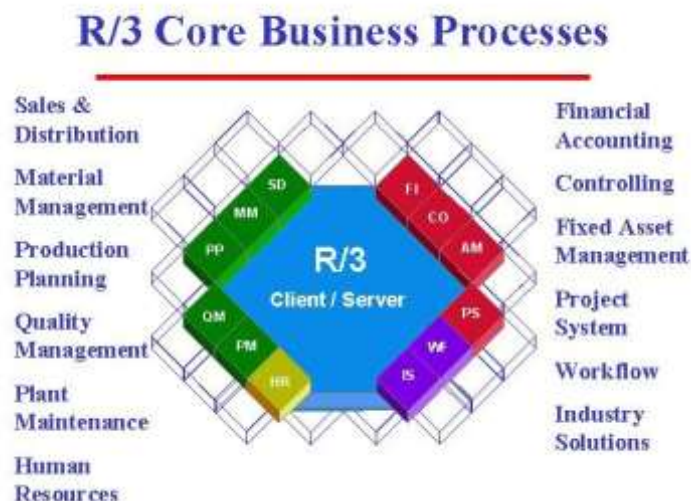 R/3 Core Business Processes
Sales &
Distribution
Material
Management
Production
Planning
Quality
Management
Plant
Maintenance
Human
Resources
SD
MM
PP
QM
PM
HR
R/3
Client / Server
FI
CO
AM
PS
WF
IS
Financial
Accounting
Controlling
Fixed Asset
Management
Project
System
Workflow
Industry
Solutions